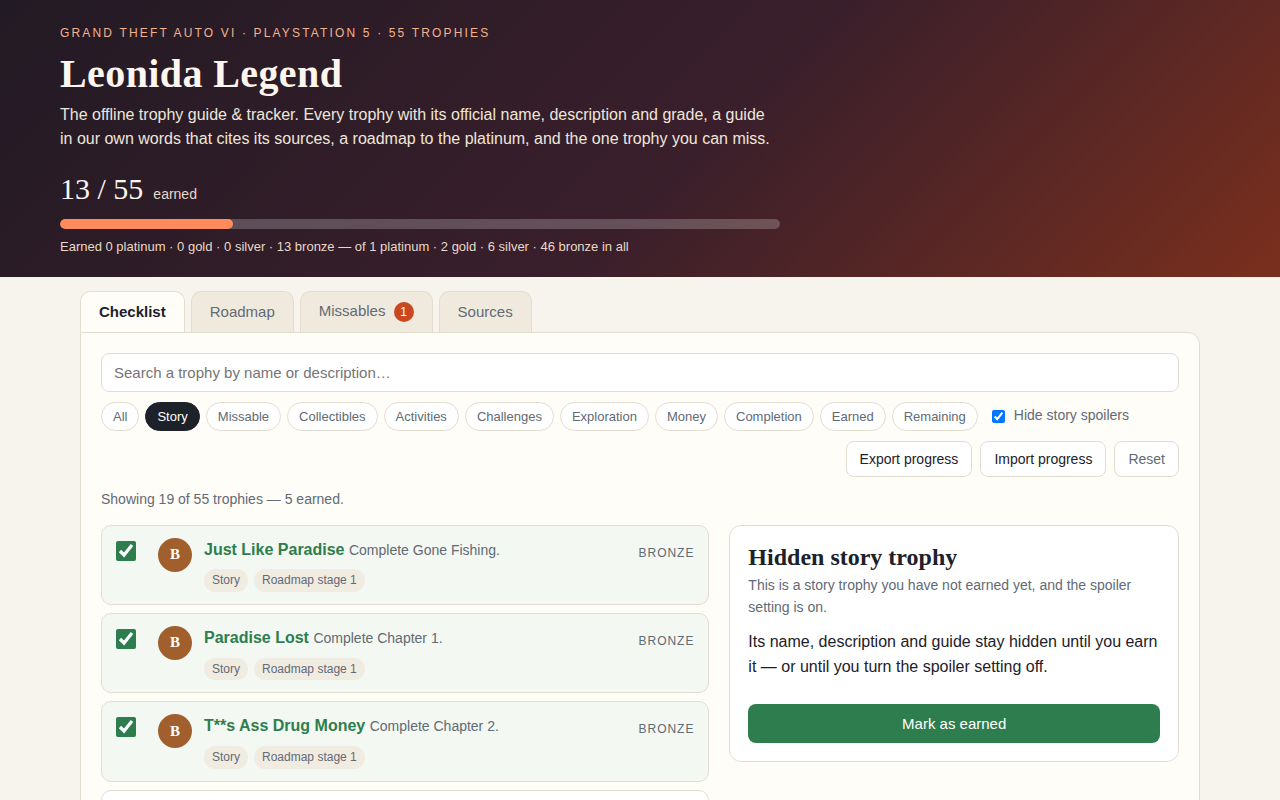 GRAND THEFT AUTO VI · PLAYSTATION 5 · 55 TROPHIES
Leonida Legend
The offline trophy guide & tracker. Every trophy with its official name, description and grade, a guide
in our own words that cites its sources, a roadmap to the platinum, and the one trophy you can miss.
13 / 55 earned
Earned 0 platinum · 0 gold · 0 silver · 13 bronze — of 1 platinum · 2 gold · 6 silver · 46 bronze in all
Checklist Roadmap Missables 1 Sources
Search a trophy by name or description…
All Story Missable Collectibles Activities Challenges Exploration Money Completion Earned Remaining Hide story spoilers
Export progress Import progress Reset
Showing 19 of 55 trophies — 5 earned.
B Just Like Paradise Complete Gone Fishing. BRONZE
Story Roadmap stage 1
B Paradise Lost Complete Chapter 1. BRONZE
Story Roadmap stage 1
B T**s Ass Drug Money Complete Chapter 2. BRONZE
Story Roadmap stage 1
Hidden story trophy
This is a story trophy you have not earned yet, and the spoiler
setting is on.
Its name, description and guide stay hidden until you earn
it — or until you turn the spoiler setting off.
Mark as earned